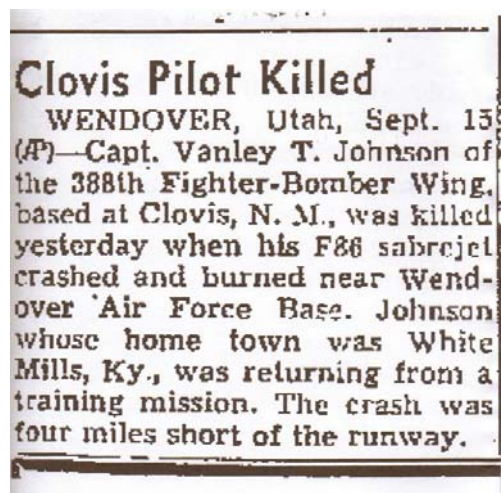 Clovis Pilot Killed
WENDOVER, Utah, Sept. 15
(AP)—Capt. Vanley T. Johnson of
the 388th Fighter-Bomber Wing,
based at Clovis, N. M., was killed
yesterday when his F86 sabrejet
crashed and burned near Wend-
over Air Force Base. Johnson
whose home town was White
Mills, Ky., was returning from a
training mission. The crash was
four miles short of the runway.